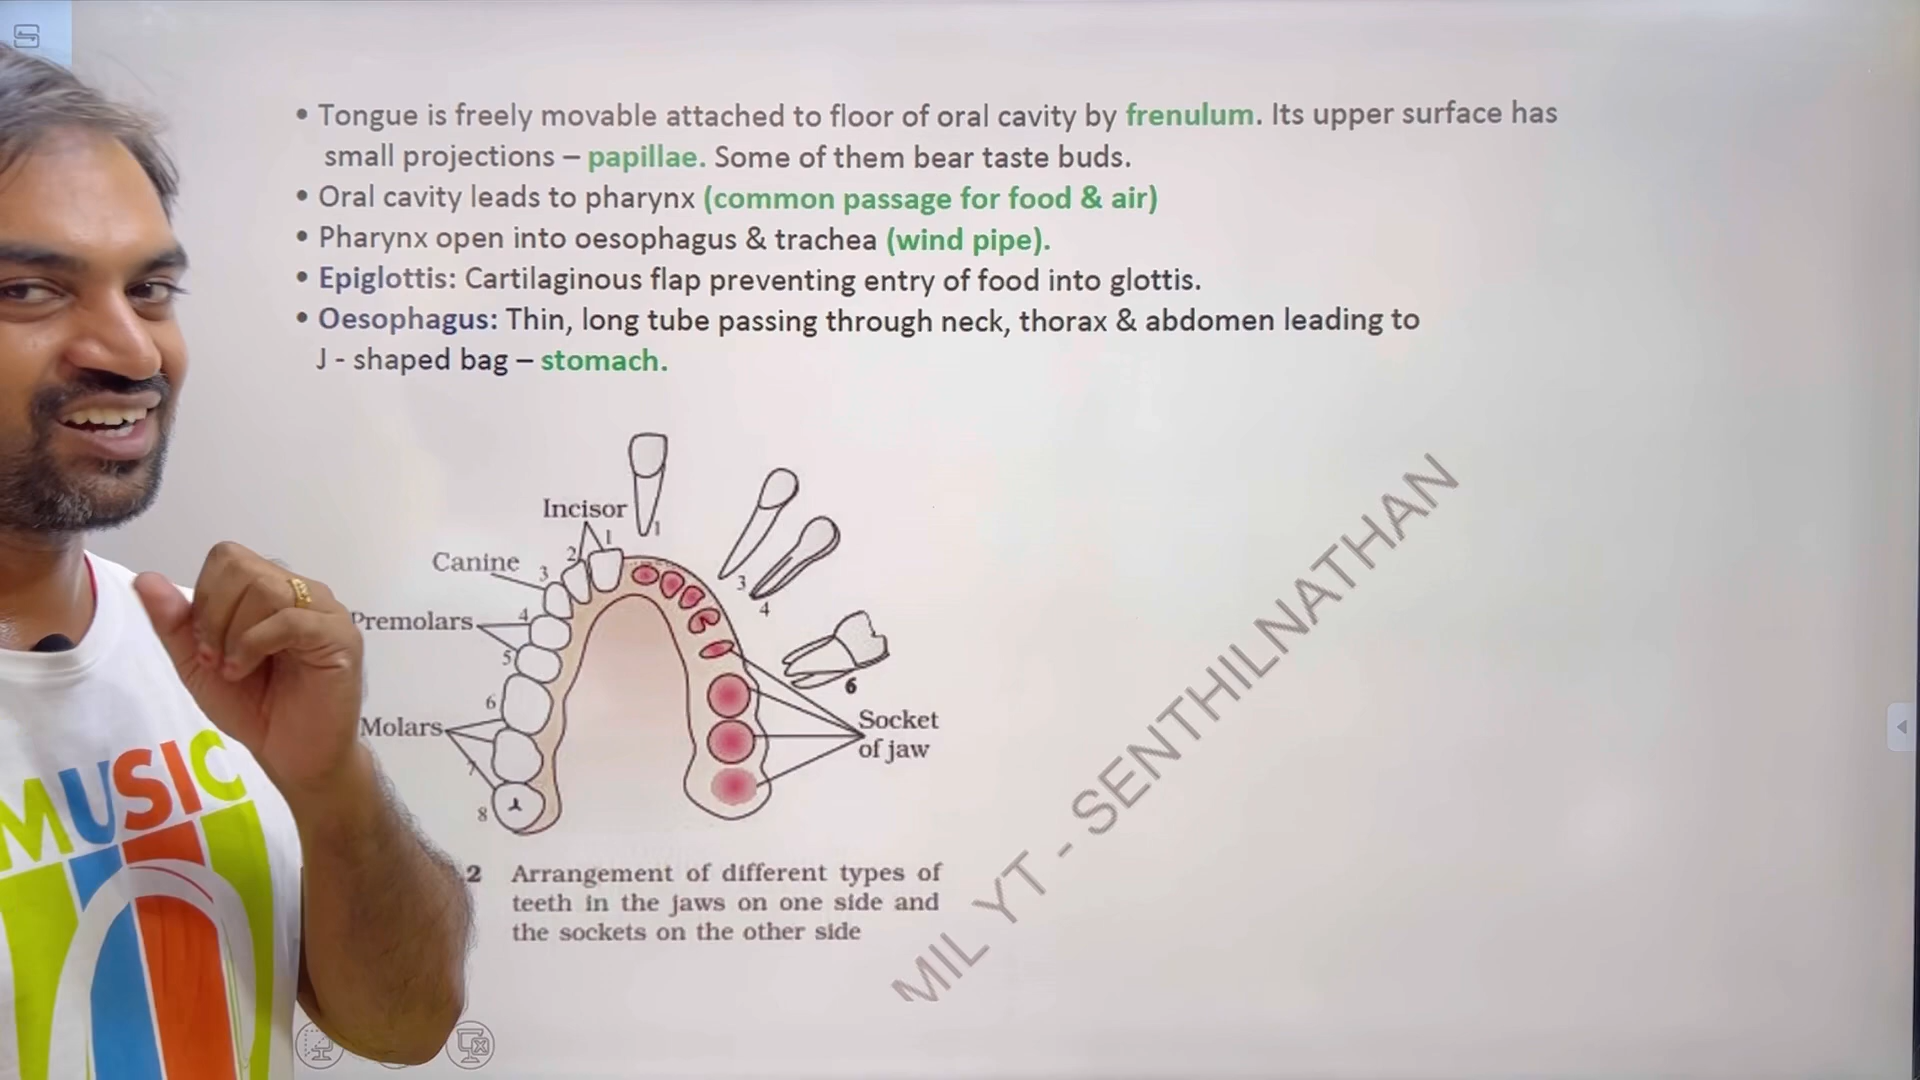 • Tongue is freely movable attached to floor of oral cavity by frenulum. Its upper surface has
small projections – papillae. Some of them bear taste buds.
• Oral cavity leads to pharynx (common passage for food & air)
• Pharynx open into oesophagus & trachea (wind pipe).
• Epiglottis: Cartilaginous flap preventing entry of food into glottis.
• Oesophagus: Thin, long tube passing through neck, thorax & abdomen leading to
J - shaped bag – stomach.
Incisor
1
1
2
Canine
3
3
4
Premolars
4
5
6
6
Molars
7
8
Socket
of jaw
2 Arrangement of different types of
teeth in the jaws on one side and
the sockets on the other side
MIL YT - SENTHILNATHAN
MUSIC